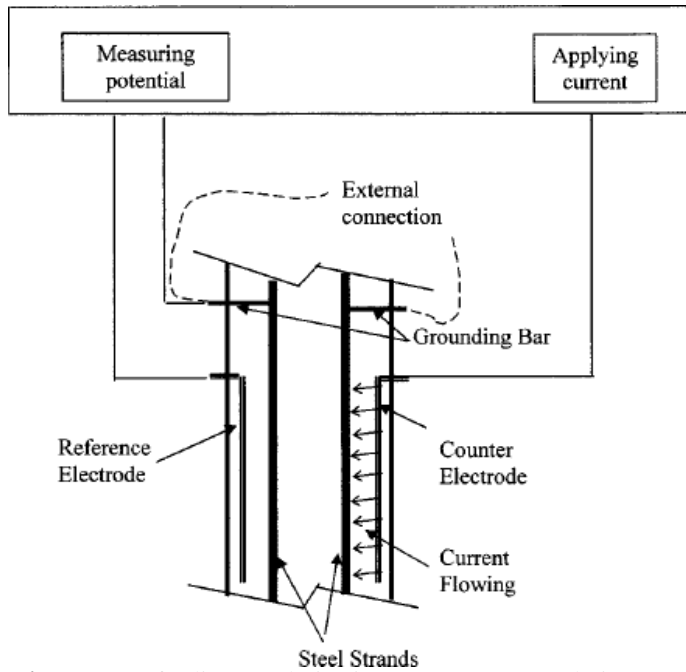 Measuring
potential
Applying
current
External
connection
Grounding Bar
Reference
Electrode
Counter
Electrode
Current
Flowing
Steel Strands